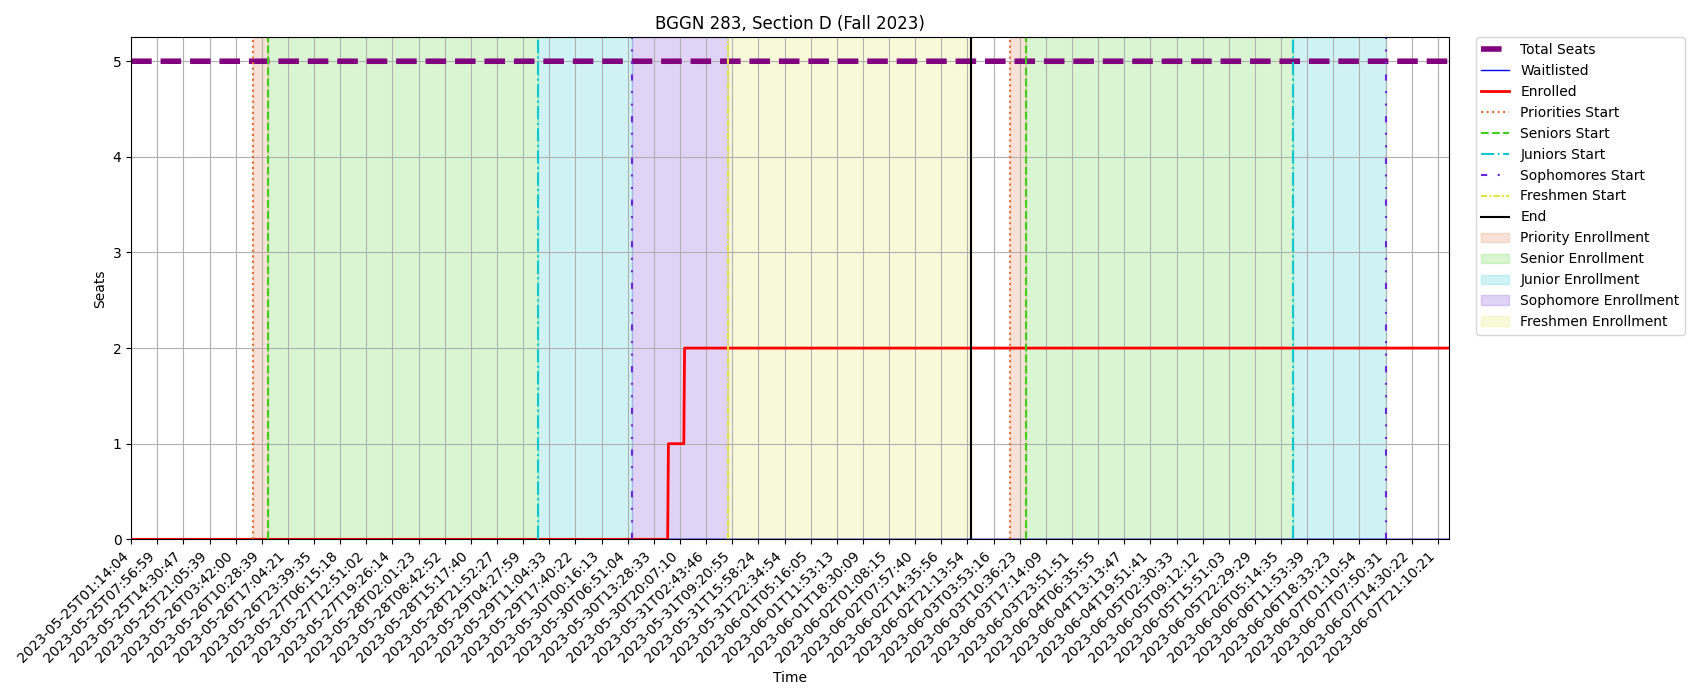 BGGN 283, Section D (Fall 2023)
5
4
3
2
1
0
Seats
2023-05-25T01:14:04
2023-05-25T07:56:59
2023-05-25T14:30:47
2023-05-25T21:05:39
2023-05-26T03:42:00
2023-05-26T10:28:39
2023-05-26T17:04:21
2023-05-26T23:39:35
2023-05-27T06:15:18
2023-05-27T12:51:02
2023-05-27T19:26:14
2023-05-28T02:01:23
2023-05-28T08:42:52
2023-05-28T15:17:40
2023-05-28T21:52:27
2023-05-29T04:27:59
2023-05-29T11:04:33
2023-05-29T17:40:22
2023-05-30T00:16:13
2023-05-30T06:51:04
2023-05-30T13:28:33
2023-05-30T20:07:10
2023-05-31T02:43:46
2023-05-31T09:20:55
2023-05-31T15:58:24
2023-05-31T22:34:54
2023-06-01T05:16:05
2023-06-01T11:53:13
2023-06-01T18:30:09
2023-06-02T01:08:15
2023-06-02T07:57:40
2023-06-02T14:35:56
2023-06-02T21:13:54
2023-06-03T03:53:16
2023-06-03T10:36:23
2023-06-03T17:14:09
2023-06-03T23:51:51
2023-06-04T06:35:55
2023-06-04T13:13:47
2023-06-04T19:51:41
2023-06-05T02:30:33
2023-06-05T09:12:12
2023-06-05T15:51:03
2023-06-05T22:29:29
2023-06-06T05:14:35
2023-06-06T11:53:39
2023-06-06T18:33:23
2023-06-07T01:10:54
2023-06-07T07:50:31
2023-06-07T14:30:22
2023-06-07T21:10:21
Time
Total Seats
Waitlisted
Enrolled
Priorities Start
Seniors Start
Juniors Start
Sophomores Start
Freshmen Start
End
Priority Enrollment
Senior Enrollment
Junior Enrollment
Sophomore Enrollment
Freshmen Enrollment